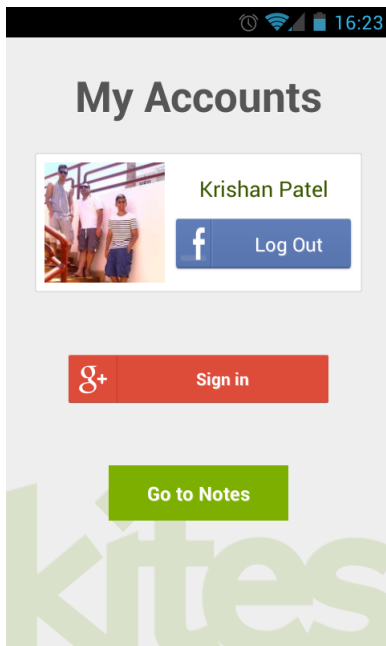 16:23
My Accounts
Krishan Patel
f Log Out
g+ Sign in
Go to Notes
kites